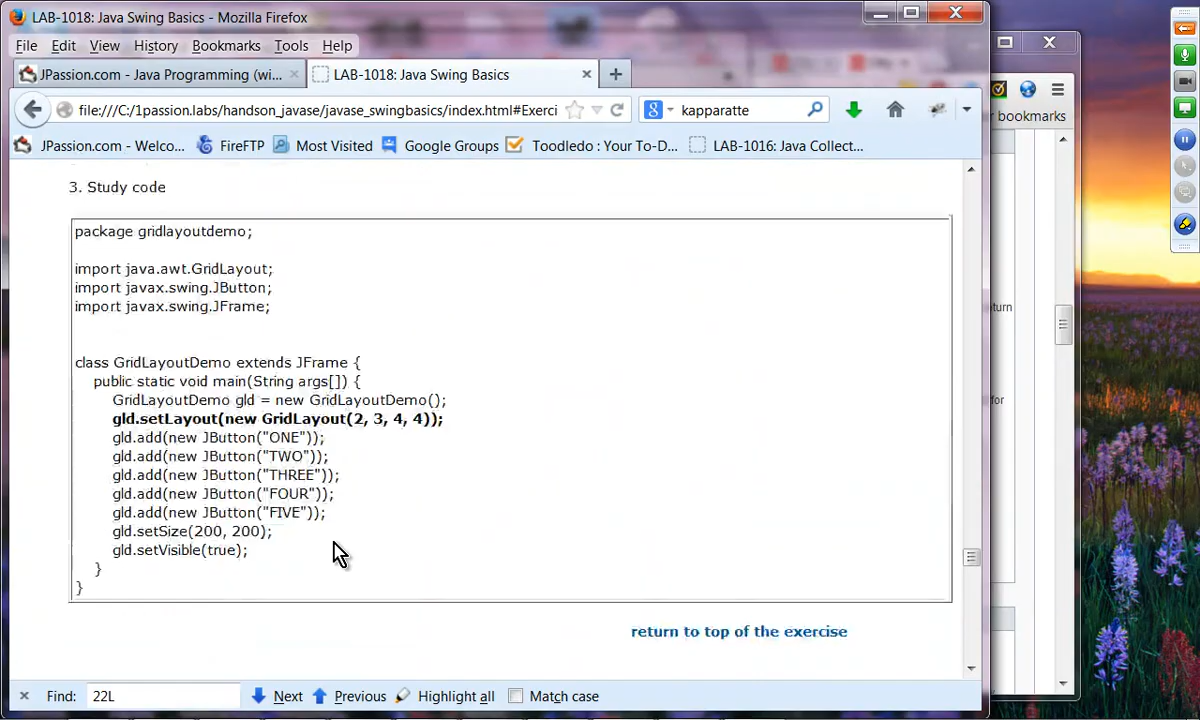 LAB-1018: Java Swing Basics - Mozilla Firefox
File Edit View History Bookmarks Tools Help
JPassion.com - Java Programming (wi... LAB-1018: Java Swing Basics
file:///C:/1passion.labs/handson_javase/javase_swingbasics/index.html#Exerci kapparatte
r bookmarks
JPassion.com - Welco... FireFTP Most Visited Google Groups Toodledo : Your To-D... LAB-1016: Java Collect...
3. Study code
package gridlayoutdemo;
import java.awt.GridLayout;
import javax.swing.JButton;
import javax.swing.JFrame;
turn
class GridLayoutDemo extends JFrame {
public static void main(String args[]) {
GridLayoutDemo gld = new GridLayoutDemo();
for
gld.setLayout(new GridLayout(2, 3, 4, 4));
gld.add(new JButton("ONE"));
gld.add(new JButton("TWO"));
gld.add(new JButton("THREE"));
gld.add(new JButton("FOUR"));
gld.add(new JButton("FIVE"));
gld.setSize(200, 200);
gld.setVisible(true);
}
}
return to top of the exercise
Find: 22L Next Previous Highlight all Match case